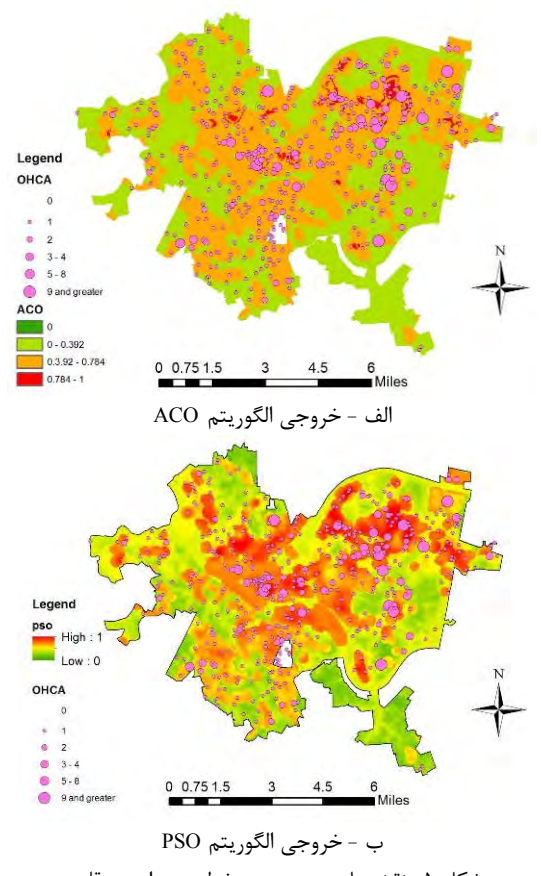 Legend
OHCA
0
1
2
3 - 4
5 - 8
9 and greater
ACO
0
0 - 0.392
0.3.92 - 0.784
0.784 - 1
N
0 0.75 1.5 3 4.5 6
Miles
الف - خروجی الگوریتم ACO
Legend
pso
High : 1
Low : 0
OHCA
0
1
2
3 - 4
5 - 8
9 and greater
N
0 0.75 1.5 3 4.5 6
Miles
ب - خروجی الگوریتم PSO